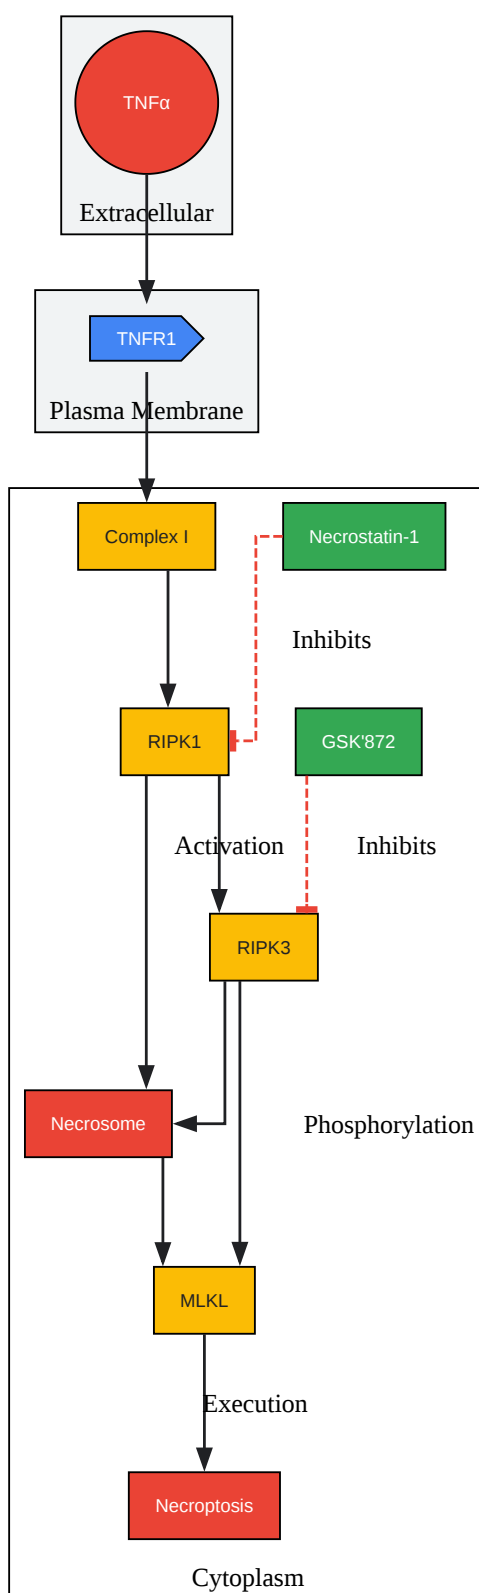 TNFα
Extracellular
TNFR1
Plasma Membrane
Complex I
Necrostatin-1
Inhibits
RIPK1
GSK'872
Activation
Inhibits
RIPK3
Necrosome
Phosphorylation
MLKL
Execution
Necroptosis
Cytoplasm